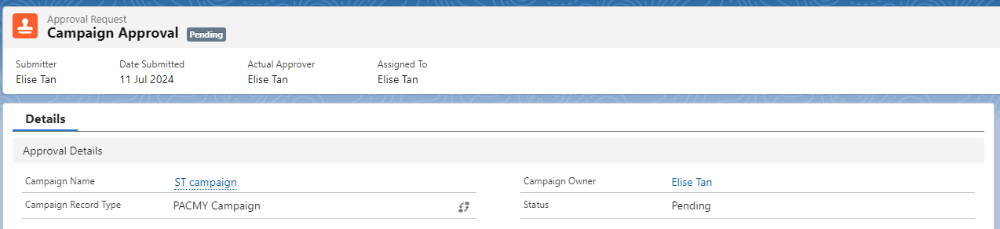 Approval Request
Campaign Approval Pending
Submitter Date Submitted Actual Approver Assigned To
Elise Tan 11 Jul 2024 Elise Tan Elise Tan
Details
Approval Details
Campaign Name ST campaign Campaign Owner Elise Tan
Campaign Record Type PACMY Campaign Status Pending